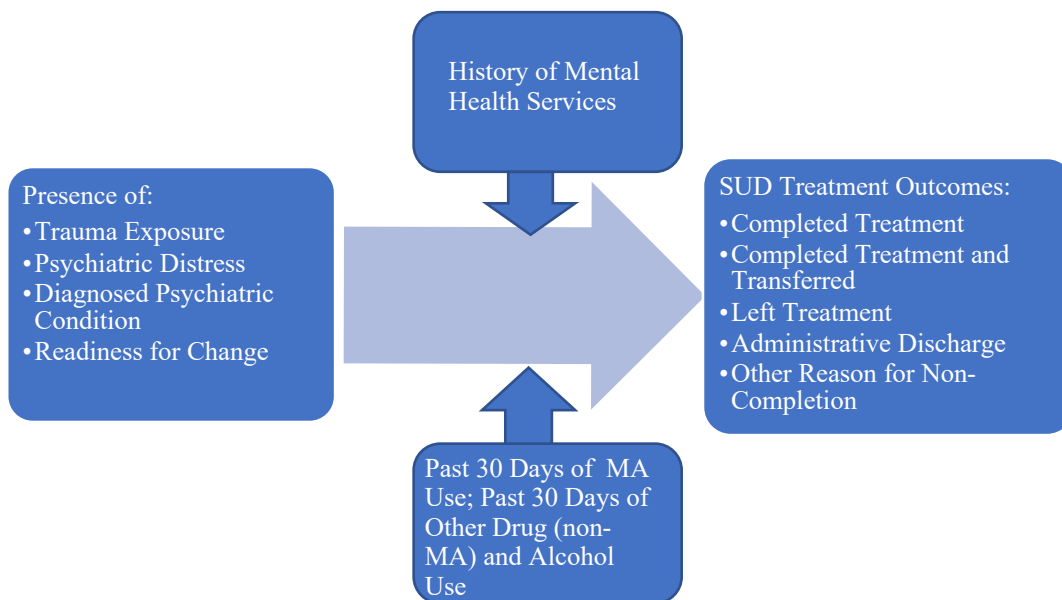 History of Mental
Health Services
Presence of:
•Trauma Exposure
•Psychiatric Distress
•Diagnosed Psychiatric
Condition
•Readiness for Change
SUD Treatment Outcomes:
•Completed Treatment
•Completed Treatment and
Transferred
•Left Treatment
•Administrative Discharge
•Other Reason for Non-
Completion
Past 30 Days of MA
Use; Past 30 Days of
Other Drug (non-
MA) and Alcohol
Use